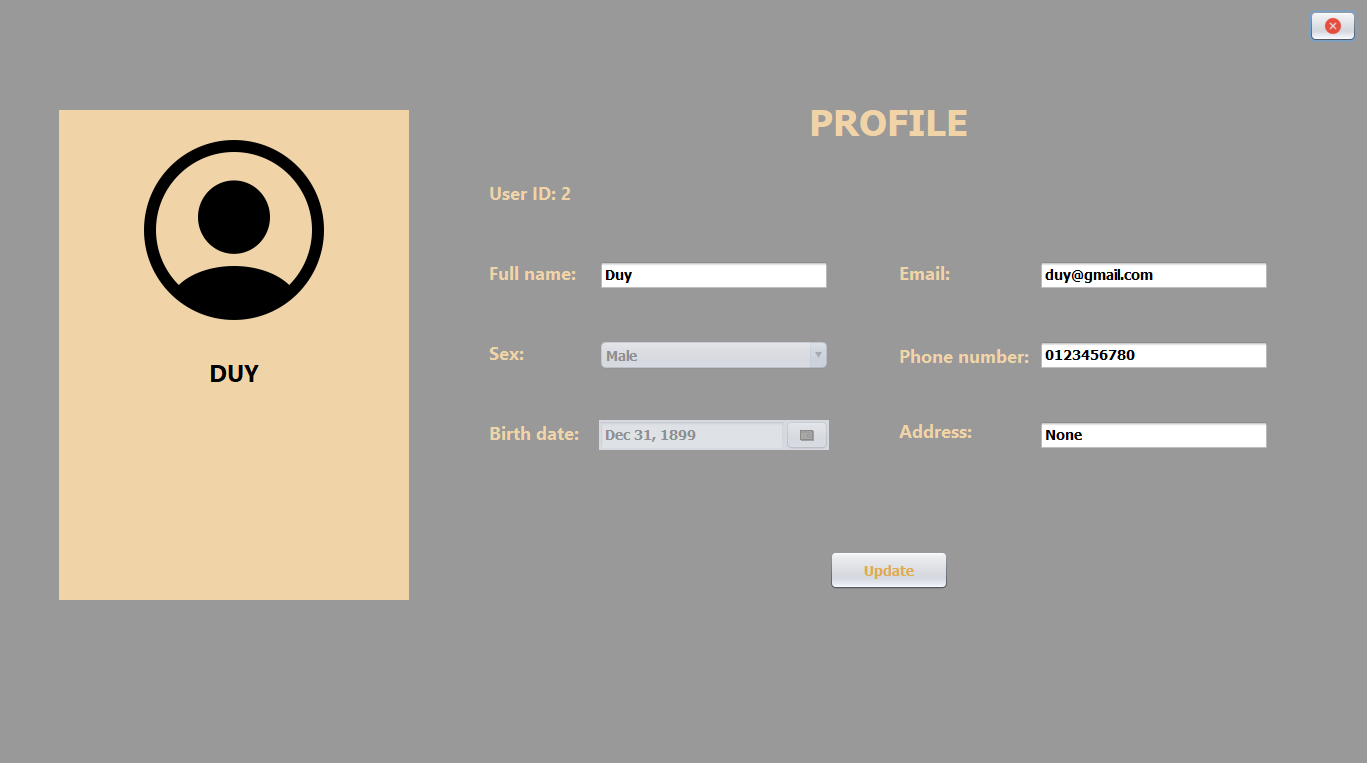 PROFILE
DUY
User ID: 2
Full name: Duy
Email: duy@gmail.com
Sex: Male
Phone number: 0123456780
Birth date: Dec 31, 1899
Address: None
Update